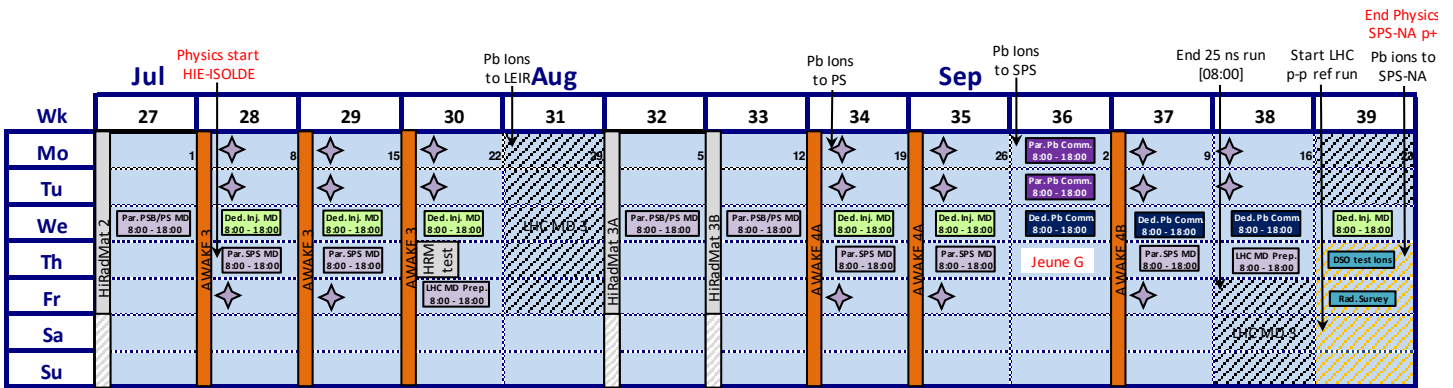 End Physics
SPS-NA p+
Physics start
HIE-ISOLDE
Pb Ions
to LEIR
Pb Ions
to PS
Pb Ions
to SPS
End 25 ns run
[08:00]
Start LHC
p-p ref run
Pb ions to
SPS-NA
Jul
Aug
Sep
Wk 27 28 29 30 31 32 33 34 35 36 37 38 39
Mo 1 8 15 22 29 5 12 19 26 2 9 16 23
Par. Pb Comm.
8:00 - 18:00
Tu
Par. Pb Comm.
8:00 - 18:00
We
Par. PSB/PS MD
8:00 - 18:00
Ded. Inj. MD
8:00 - 18:00
Ded. Inj. MD
8:00 - 18:00
Ded. Inj. MD
8:00 - 18:00
LHC MD 3
Par. PSB/PS MD
8:00 - 18:00
Par. PSB/PS MD
8:00 - 18:00
Ded. Inj. MD
8:00 - 18:00
Ded. Inj. MD
8:00 - 18:00
Ded. Pb Comm.
8:00 - 18:00
Ded. Pb Comm.
8:00 - 18:00
Ded. Pb Comm.
8:00 - 18:00
Ded. Inj. MD
8:00 - 18:00
Th
Par. SPS MD
8:00 - 18:00
Par. SPS MD
8:00 - 18:00
HRM
test
Par. SPS MD
8:00 - 18:00
Par. SPS MD
8:00 - 18:00
Jeune G
Par. SPS MD
8:00 - 18:00
LHC MD Prep.
8:00 - 18:00
DSO test Ions
Fr
LHC MD Prep.
8:00 - 18:00
Rad. Survey
Sa
LHC MD
Su
HiRadMat 2
AWAKE 3
AWAKE 3
AWAKE 3
HiRadMat 3A
HiRadMat 3B
AWAKE 4A
AWAKE 4A
AWAKE 4B